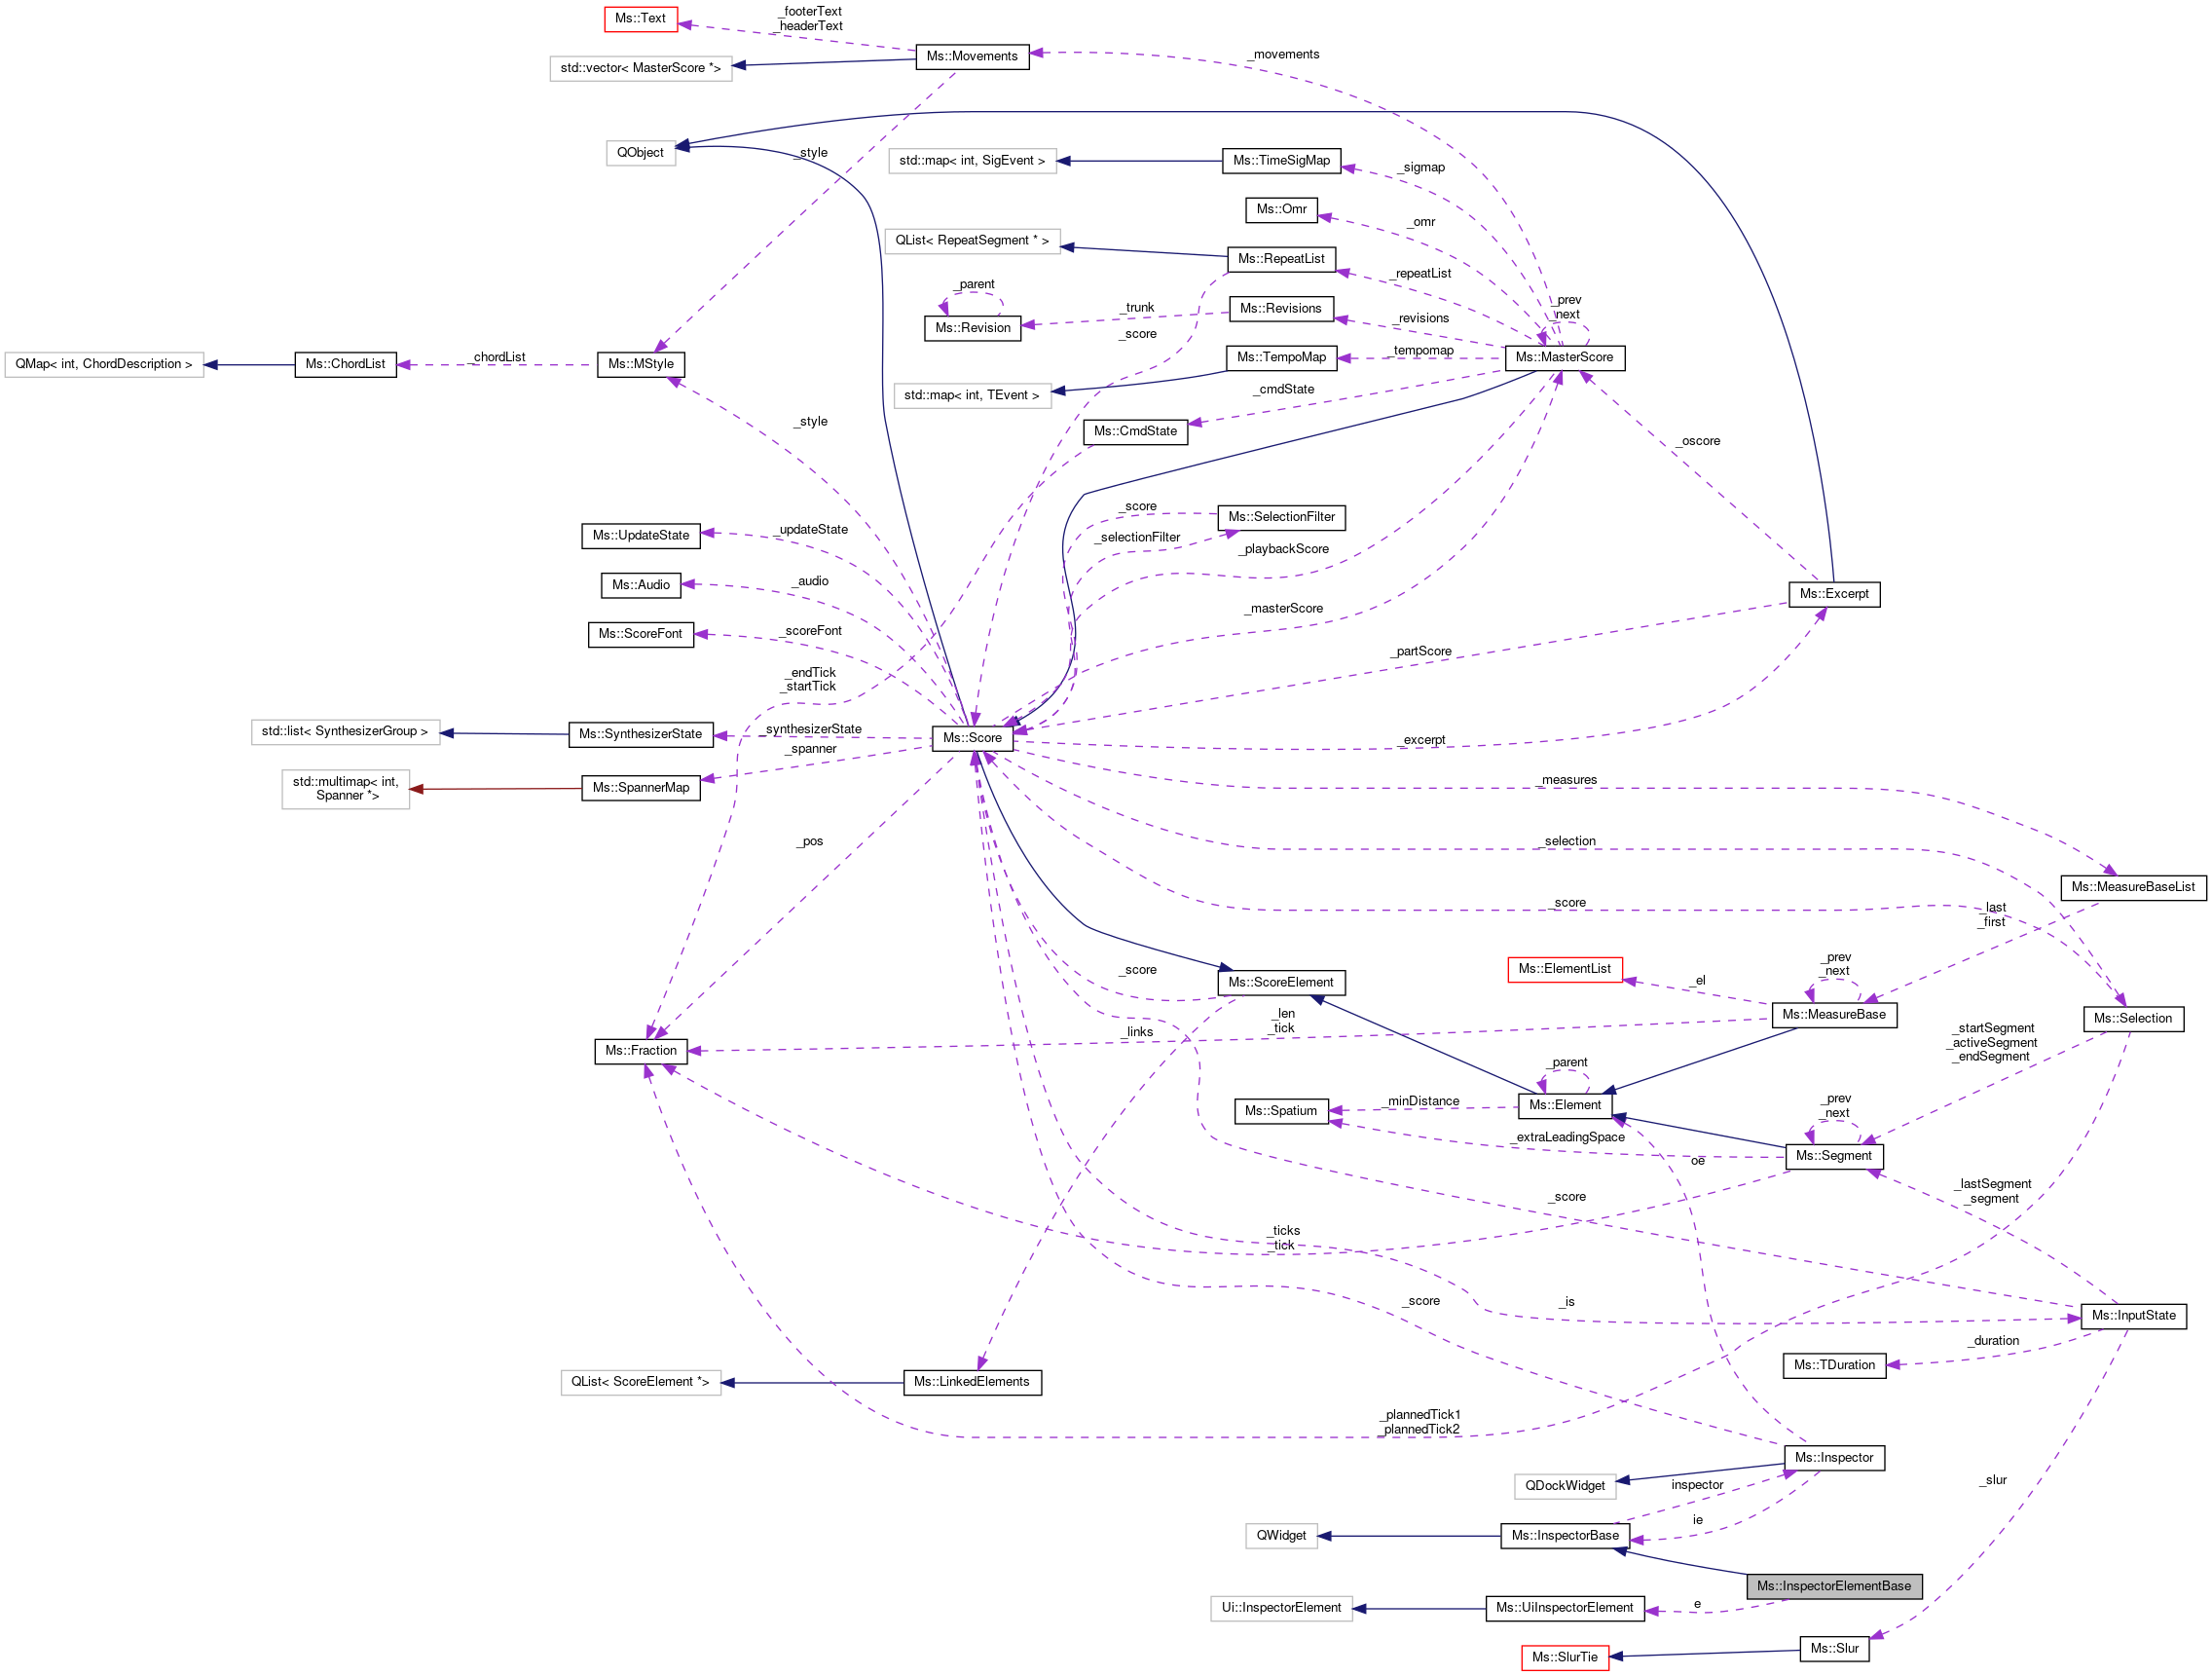 Ms::Text
_footerText
_headerText
Ms::Movements
_movements
std::vector< MasterScore *>
QObject
_style
std::map< int, SigEvent >
Ms::TimeSigMap
_sigmap
Ms::Omr
_omr
QList< RepeatSegment * >
Ms::RepeatList
_repeatList
_parent
_trunk
Ms::Revisions
_revisions
_prev
_next
Ms::Revision
_score
QMap< int, ChordDescription >
Ms::ChordList
_chordList
Ms::MStyle
Ms::TempoMap
_tempomap
Ms::MasterScore
std::map< int, TEvent >
_cmdState
_style
Ms::CmdState
_oscore
Ms::UpdateState
_updateState
_score
Ms::SelectionFilter
_selectionFilter
_playbackScore
Ms::Audio
_audio
Ms::Excerpt
Ms::ScoreFont
_scoreFont
_masterScore
_partScore
_endTick
_startTick
std::list< SynthesizerGroup >
Ms::SynthesizerState
_synthesizerState
Ms::Score
_excerpt
_spanner
std::multimap< int,
Spanner *>
Ms::SpannerMap
_measures
_pos
_selection
Ms::MeasureBaseList
_score
_last
_first
_score
Ms::ScoreElement
Ms::ElementList
_el
_prev
_next
Ms::MeasureBase
Ms::Selection
_len
_tick
_links
Ms::Fraction
_startSegment
_activeSegment
_endSegment
_parent
Ms::Spatium
_minDistance
Ms::Element
_prev
_next
_extraLeadingSpace
Ms::Segment
oe
_score
_lastSegment
_segment
_ticks
_tick
_score
_is
Ms::InputState
_duration
Ms::TDuration
QList< ScoreElement *>
Ms::LinkedElements
_plannedTick1
_plannedTick2
Ms::Inspector
QDockWidget
inspector
_slur
ie
QWidget
Ms::InspectorBase
Ms::InspectorElementBase
Ui::InspectorElement
Ms::UiInspectorElement
e
Ms::SlurTie
Ms::Slur